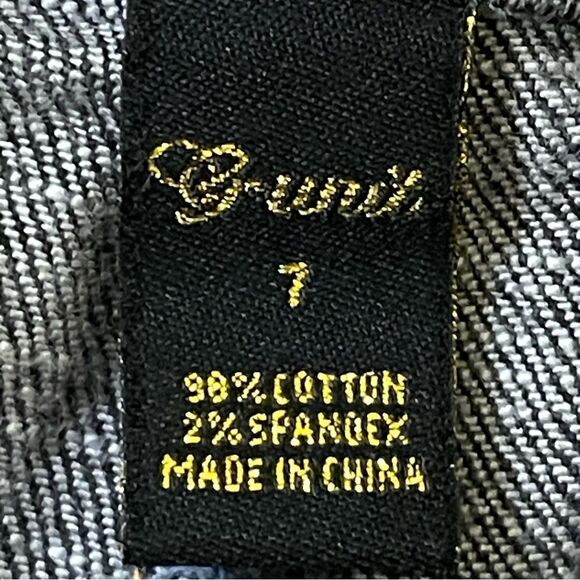 G-unit
7
98% COTTON
2% SPANDEX
MADE IN CHINA